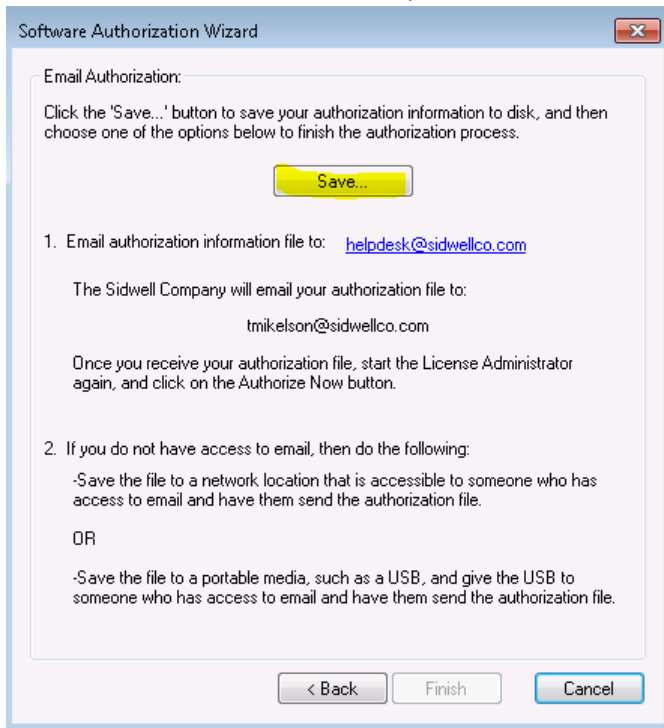 Software Authorization Wizard
Email Authorization:
Click the 'Save...' button to save your authorization information to disk, and then
choose one of the options below to finish the authorization process.
Save...
1. Email authorization information file to: helpdesk@sidwellco.com
The Sidwell Company will email your authorization file to:
tmikelson@sidwellco.com
Once you receive your authorization file, start the License Administrator
again, and click on the Authorize Now button.
2. If you do not have access to email, then do the following:
-Save the file to a network location that is accessible to someone who has
access to email and have them send the authorization file.
OR
-Save the file to a portable media, such as a USB, and give the USB to
someone who has access to email and have them send the authorization file.
< Back Finish Cancel